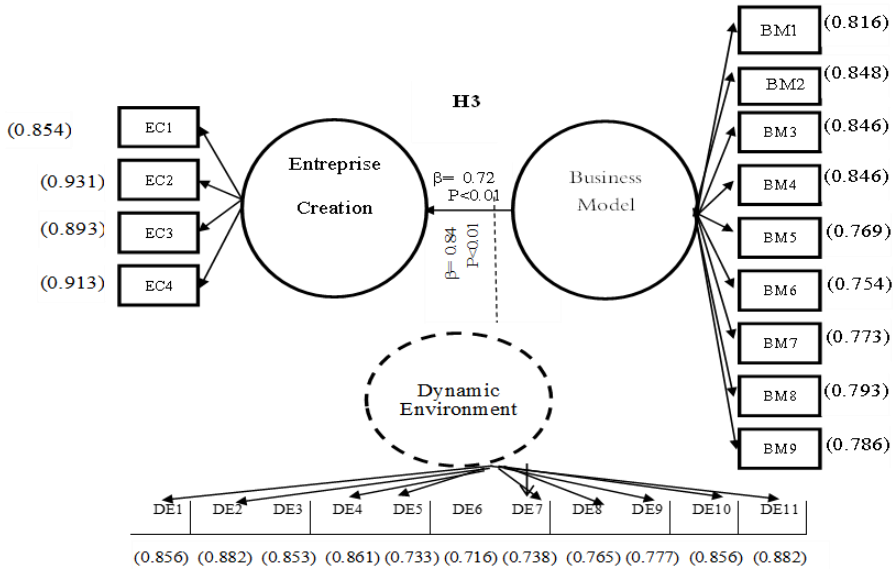 H3
(0.854) EC1
(0.931) EC2
(0.893) EC3
(0.913) EC4
Entreprise
Creation
β= 0.72
P<0.01
β= 0.84
P<0.01
Business
Model
BM1 (0.816)
BM2 (0.848)
BM3 (0.846)
BM4 (0.846)
BM5 (0.769)
BM6 (0.754)
BM7 (0.773)
BM8 (0.793)
BM9 (0.786)
Dynamic
Environment
DE1 DE2 DE3 DE4 DE5 DE6 DE7 DE8 DE9 DE10 DE11
(0.856) (0.882) (0.853) (0.861) (0.733) (0.716) (0.738) (0.765) (0.777) (0.856) (0.882)